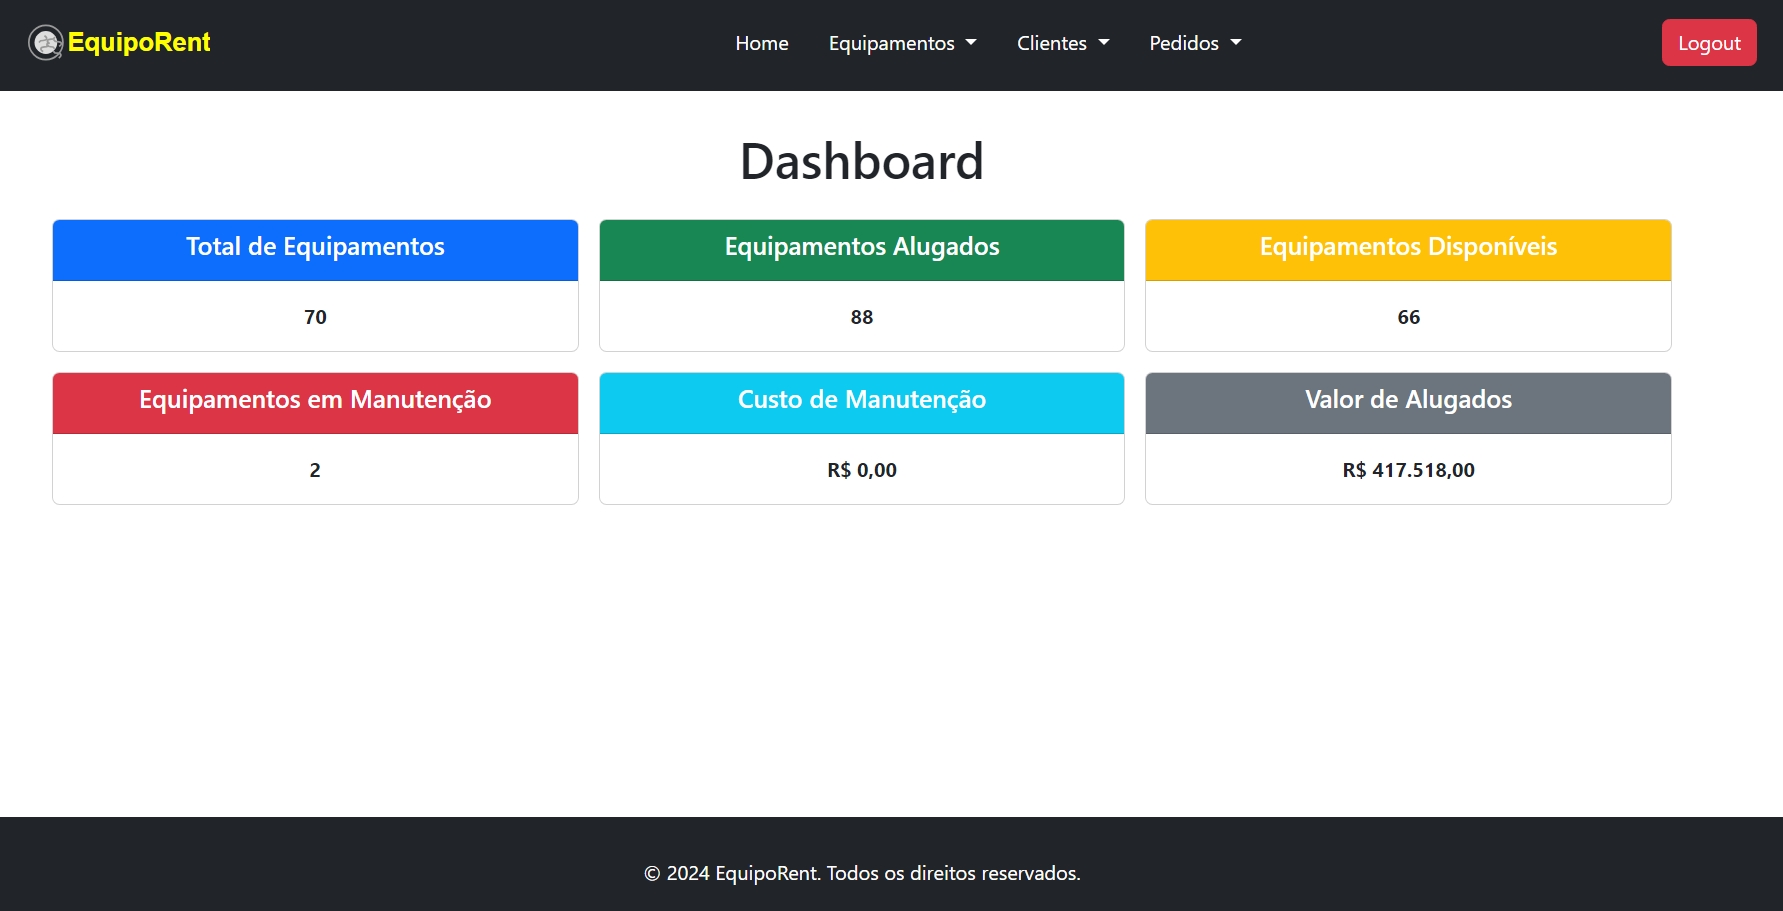 EquipoRent
Home Equipamentos Clientes Pedidos
Logout
Dashboard
Total de Equipamentos
70
Equipamentos Alugados
88
Equipamentos Disponíveis
66
Equipamentos em Manutenção
2
Custo de Manutenção
R$ 0,00
Valor de Alugados
R$ 417.518,00
© 2024 EquipoRent. Todos os direitos reservados.